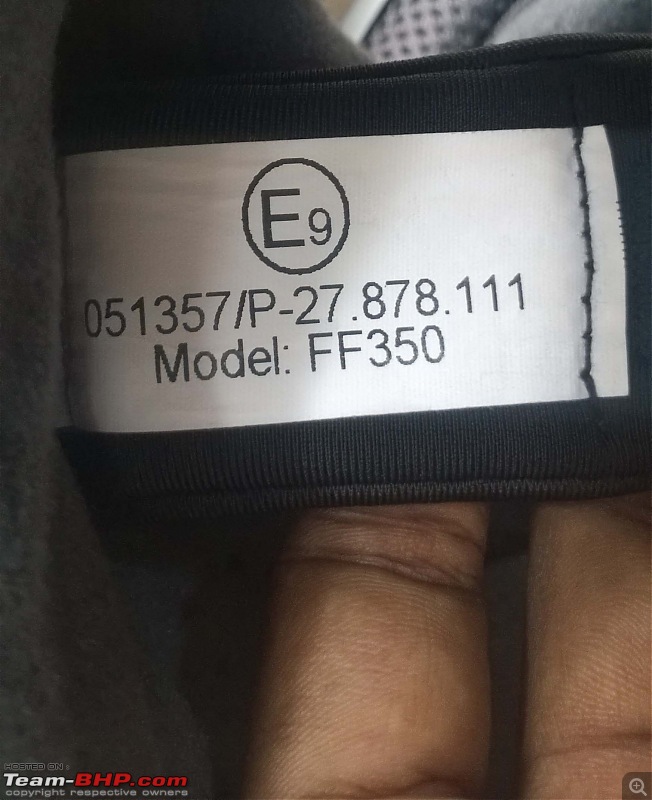 E9
051357/P-27.878.111
Model: FF350
HOSTED ON :
Team-BHP.com
copyright respective owners